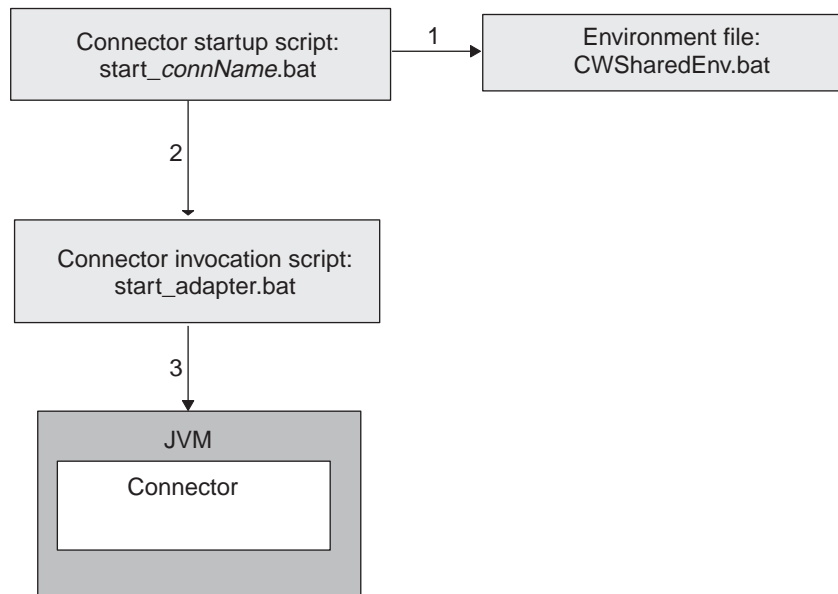 Connector startup script:
start_connName.bat
1
Environment file:
CWSharedEnv.bat
2
Connector invocation script:
start_adapter.bat
3
JVM
Connector